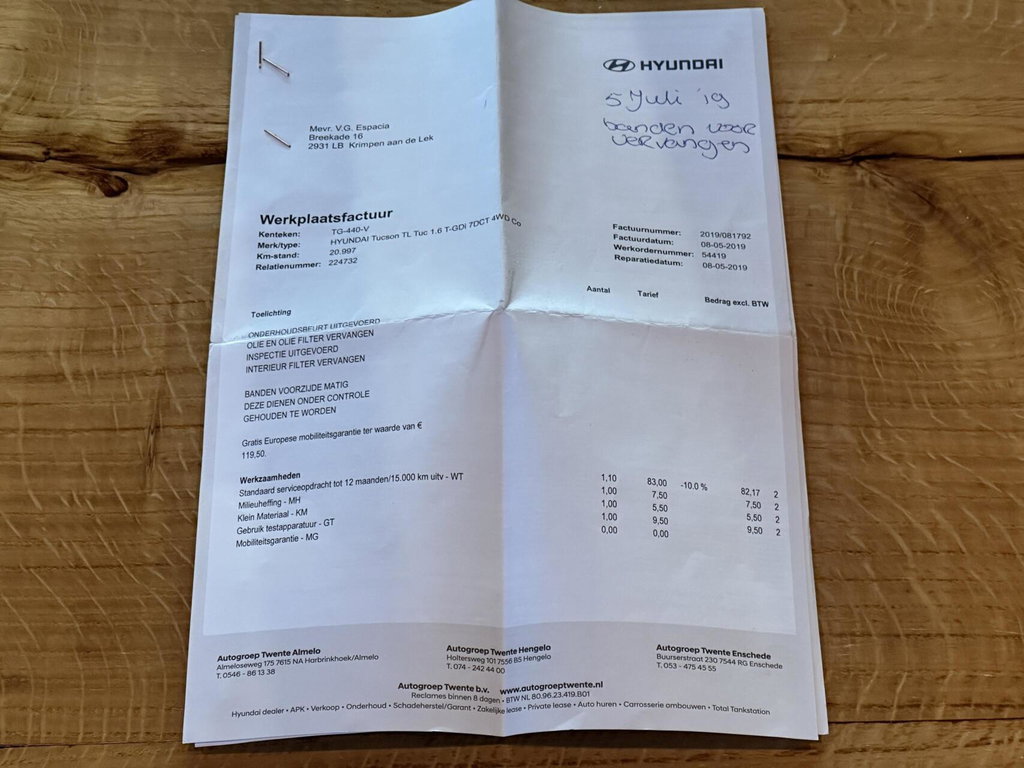 HYUNDAI
5 Juli '19
banden voor
vervangen
Mevr. V.G. Espacia
Breekade 16
2931 LB Krimpen aan de Lek
Werkplaatsfactuur
Kenteken: TG-440-V
Merk/type: HYUNDAI Tucson TL Tuc 1.6 T-GDi 7DCT 4WD Co
Km-stand: 20.997
Relatienummer: 224732
Factuurnummer: 2019/081792
Factuurdatum: 08-05-2019
Werkordernummer: 54419
Reparatiedatum: 08-05-2019
Aantal Tarief Bedrag excl. BTW
Toelichting
ONDERHOUDSBEURT UITGEVOERD
OLIE EN OLIE FILTER VERVANGEN
INSPECTIE UITGEVOERD
INTERIEUR FILTER VERVANGEN
BANDEN VOORZIJDE MATIG
DEZE DIENEN ONDER CONTROLE
GEHOUDEN TE WORDEN
Gratis Europese mobiliteitsgarantie ter waarde van €
119,50.
Werkzaamheden
Standaard serviceopdracht tot 12 maanden/15.000 km uitv - WT 1,10 83,00 -10.0 % 82,17 2
Milieuheffing - MH 1,00 7,50 7,50 2
Klein Materiaal - KM 1,00 5,50 5,50 2
Gebruik testapparatuur - GT 1,00 9,50 9,50 2
Mobiliteitsgarantie - MG 0,00 0,00
Autogroep Twente Almelo
Almeloseweg 175 7615 NA Harbrinkhoek/Almelo
T. 0546 - 86 13 38
Autogroep Twente Hengelo
Holtersweg 101 7556 BS Hengelo
T. 074 - 242 44 00
Autogroep Twente Enschede
Buurserstraat 230 7544 RG Enschede
T. 053 - 475 45 55
Autogroep Twente b.v. www.autogroeptwente.nl
Reclames binnen 8 dagen • BTW NL 80.96.23.419.B01
Hyundai dealer • APK • Verkoop • Onderhoud • Schadeherstel/Garant • Zakelijke lease • Private lease • Auto huren • Carrosserie ombouwen • Total Tankstation